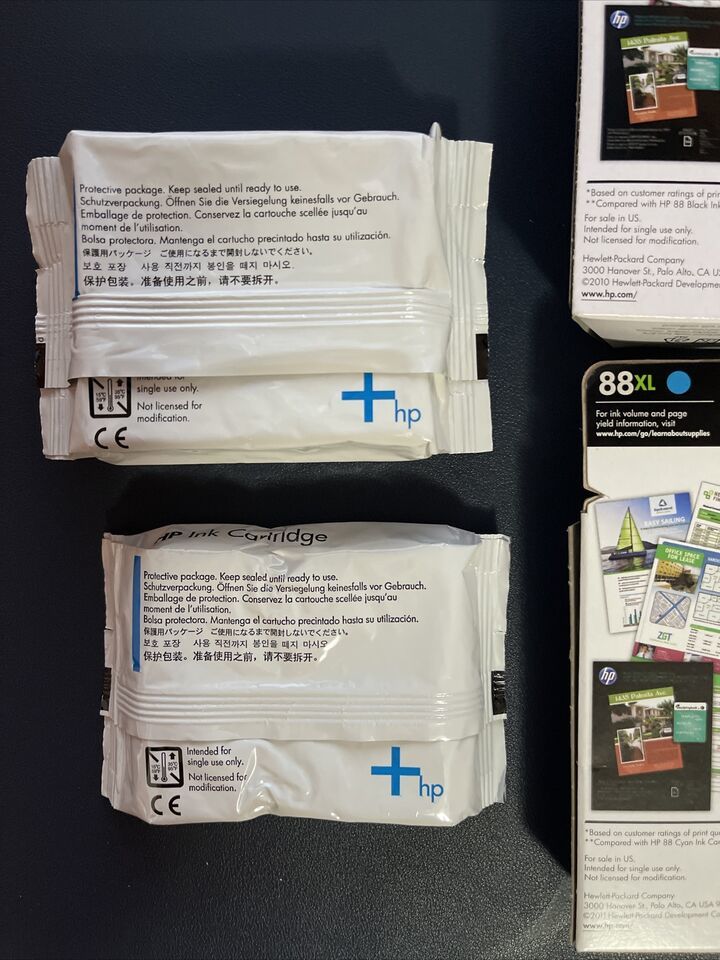 Protective package. Keep sealed until ready to use.
Schutzverpackung. Öffnen Sie die Versiegelung keinesfalls vor Gebrauch.
Emballage de protection. Conservez la cartouche scellée jusqu'au
moment de l'utilisation.
Bolsa protectora. Mantenga el cartucho precintado hasta su utilización.
保護用パッケージ ご使用になるまで開封しないでください。
보호 포장 사용 직전까지 봉인을 떼지 마시오.
保护包装。准备使用之前，请不要拆开。
Intended for
single use only.
Not licensed for
modification.
CE
hp
HP Ink Cartridge
Protective package. Keep sealed until ready to use.
Schutzverpackung. Öffnen Sie die Versiegelung keinesfalls vor Gebrauch.
Emballage de protection. Conservez la cartouche scellée jusqu'au
moment de l'utilisation.
Bolsa protectora. Mantenga el cartucho precintado hasta su utilización.
保護用パッケージ ご使用になるまで開封しないでください。
보호 포장 사용 직전까지 봉인을 떼지 마시오
保护包装。准备使用之前，请不要拆开。
Intended for
single use only.
Not licensed for
modification.
15°C
59°F
35°C
95°F
CE
hp
hp
1435 Palmita Ave.
*Based on customer ratings of
**Compared with HP 88 Black Ink
For sale in US.
Intended for single use only.
Not licensed for modification.
Hewlett-Packard Company
3000 Hanover St., Palo Alto, CA
©2010 Hewlett-Packard
www.hp.com/
88XL
For ink volume and page
yield information, visit
www.hp.com/go/learnaboutsupplies
EASY SAILING
OFFICE SPACE
FOR LEASE
ZGT
hp
1435 Palmita Ave.
*Based on customer ratings of print
**Compared with HP 88 Cyan Ink
For sale in US.
Intended for single use only.
Not licensed for modification.
Hewlett-Packard Company
3000 Hanover St., Palo Alto, CA USA
Hewlett-Packard Development
www.hp.com/